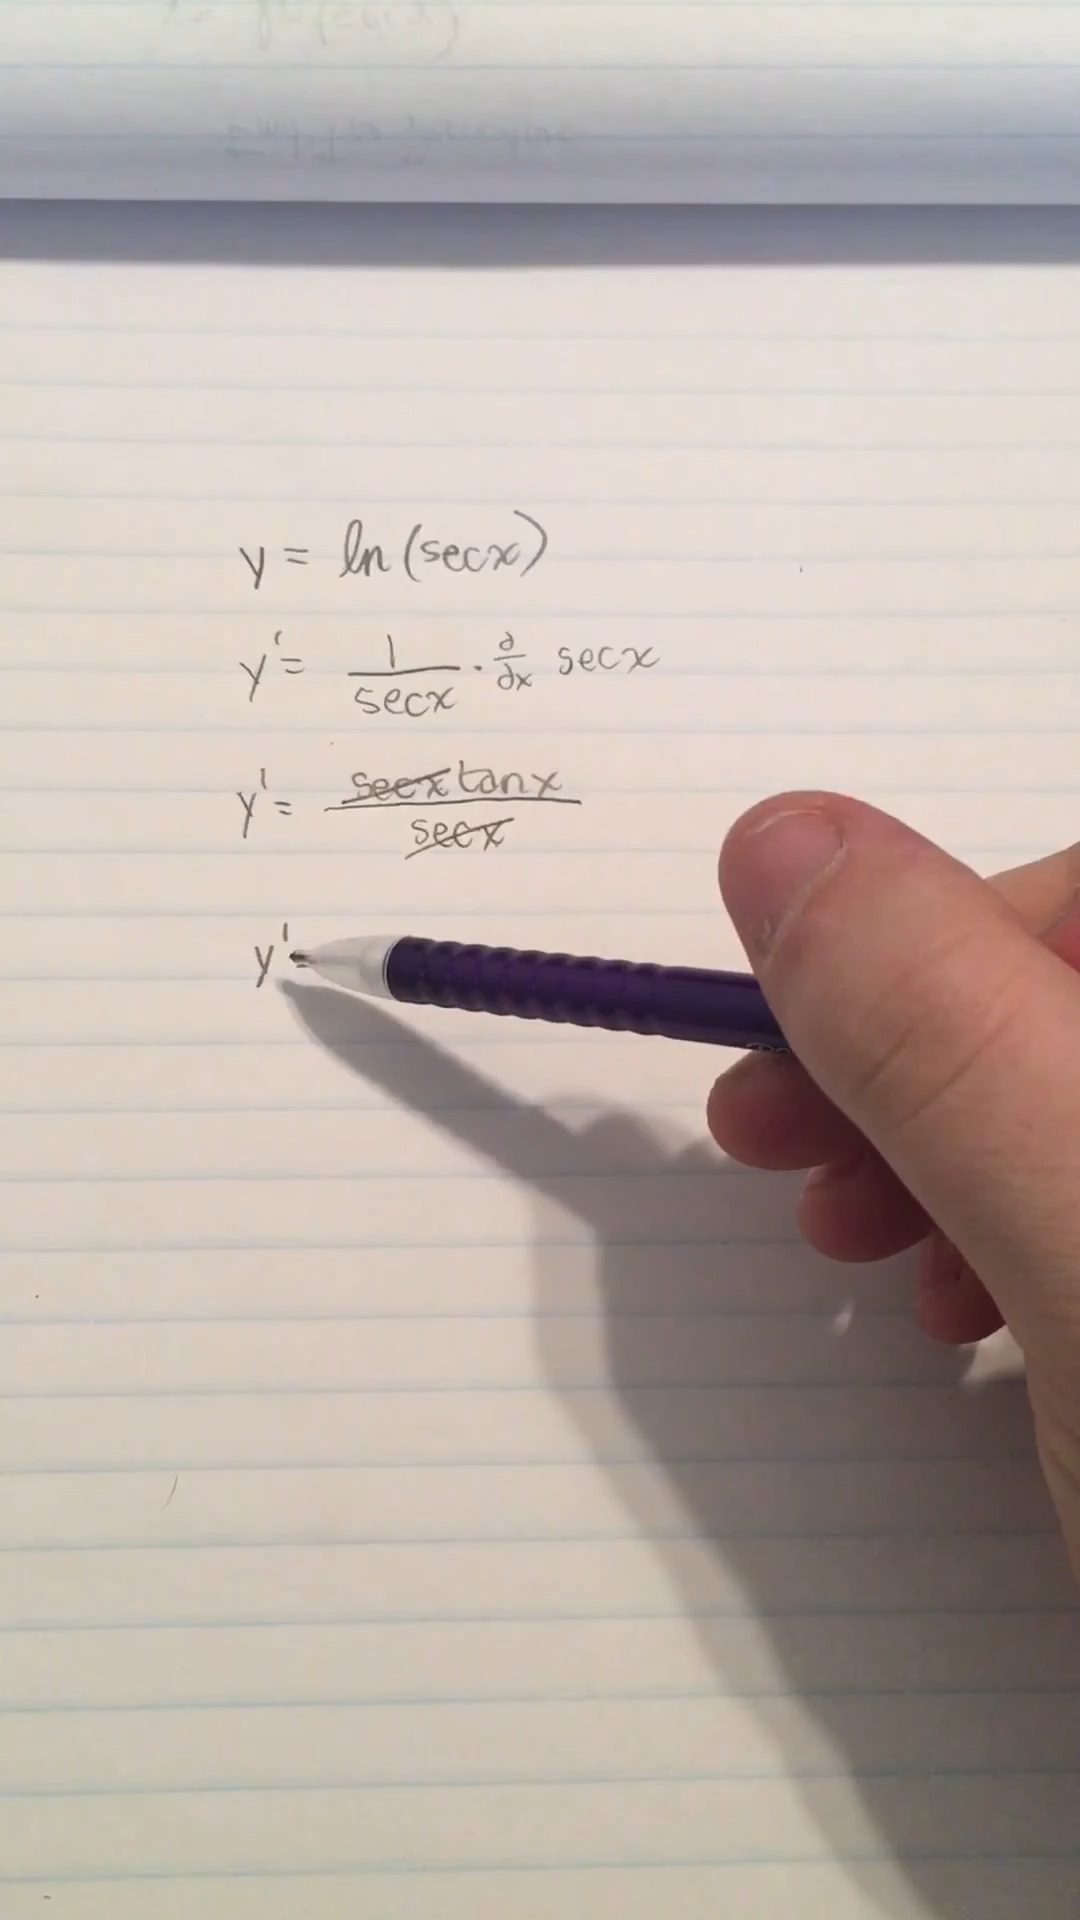 y = ln (secx)
y' = 1/secx · ∂/∂x secx
y' = secx tanx / secx
y'